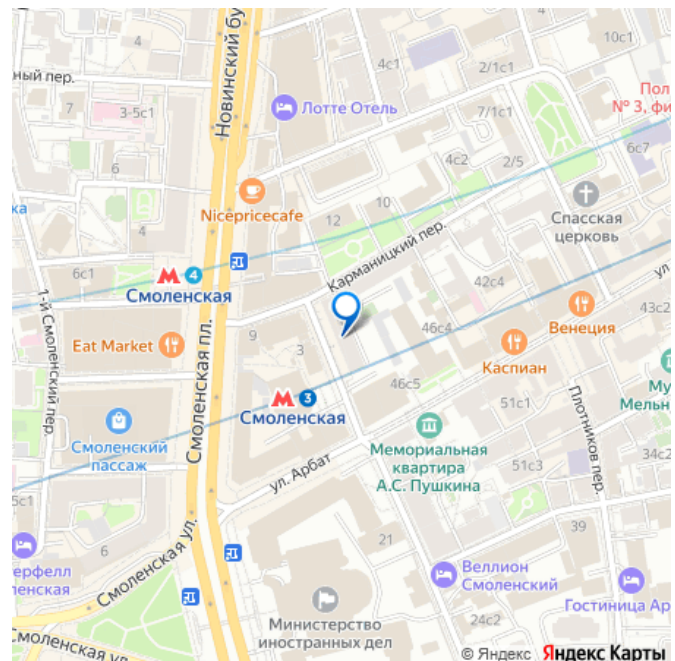 10с1
ный пер.
4с1
2/1с1
Новинский бу
Пол
№ 3, фи
7
3-5с1
Лотте Отель
7/1с1
4с2
2/5
6с7
6
Nicepricecafe
12
10
Спасская
церковь
ка
4
Карманицкий пер.
6с1
4
Смоленская
42с4
ул
43с2
1-й Смоленский пер.
Eat Market
9
3
46с4
Венеция
Каспиан
Смоленская пл.
3
Смоленская
46с5
51с1
Му
Мельн
Смоленский
пассаж
Мемориальная
квартира
А.С. Пушкина
Плотников пер.
34с2
51с3
ул. Арбат
5с1
6
Смоленская ул.
21
39
ерфелл
ленская
Веллион
Смоленский
Гостиница Ар
Министерство
иностранных дел
24с2
Смоленская ул.
© Яндекс Яндекс Карты